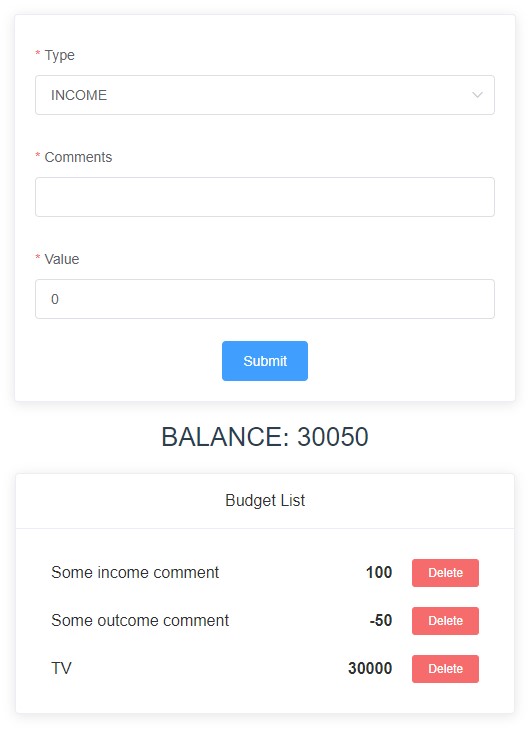 * Type
INCOME
* Comments
* Value
0
Submit
BALANCE: 30050
Budget List
Some income comment 100 Delete
Some outcome comment -50 Delete
TV 30000 Delete